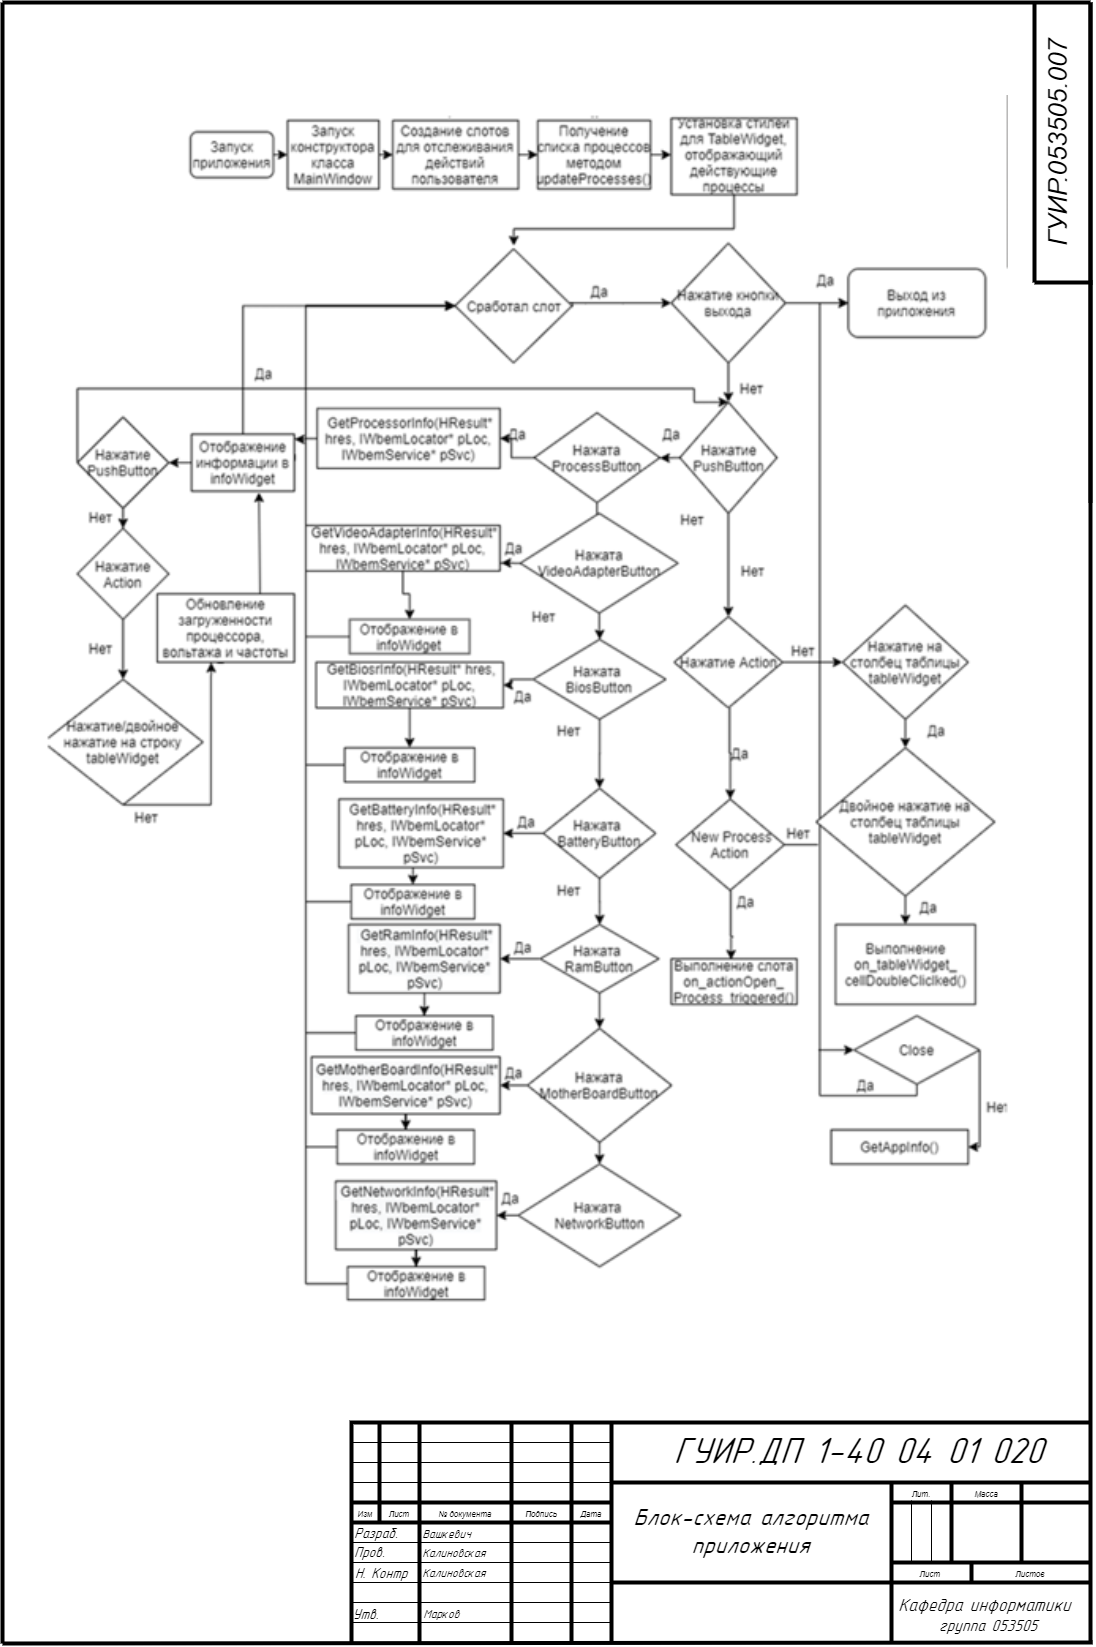 ГУИР.053505.007
Запуск
приложения
Запуск
конструктора
класса
MainWindow
Создание слотов
для отслеживания
действий
пользователя
Получение
списка процессов
методом
updateProcesses()
Установка стилей
для TableWidget,
отображающий
действующие
процессы
Сработал слот
Да
Нажатие кнопки
выхода
Да
Выход из
приложения
Нет
Да
Нажатие
PushButton
Отображение
информации в
infoWidget
GetProcessorInfo(HResult*
hres, IWbemLocator* pLoc,
IWbemService* pSvc)
Да
Нажата
ProcessButton
Да
Нажатие
PushButton
Нет
Нет
Нажатие
Action
GetVideoAdapterInfo(HResult*
hres, IWbemLocator* pLoc,
IWbemService* pSvc)
Да
Нажата
VideoAdapterButton
Нет
Обновление
загруженности
процессора,
вольтажа и частоты
Отображение в
infoWidget
Нет
Нет
Нажатие/двойное
нажатие на строку
tableWidget
Нет
GetBiosrInfo(HResult* hres,
IWbemLocator* pLoc,
IWbemService* pSvc)
Да
Нажата
BiosButton
Нажатие Action
Нет
Нажатие на
столбец таблицы
tableWidget
Да
Нет
Да
Отображение в
infoWidget
GetBatteryInfo(HResult*
hres, IWbemLocator*
pLoc, IWbemService*
pSvc)
Да
Нажата
BatteryButton
New Process
Action
Нет
Двойное нажатие на
столбец таблицы
tableWidget
Нет
Да
Да
Отображение в
infoWidget
GetRamInfo(HResult*
hres, IWbemLocator*
pLoc, IWbemService*
pSvc)
Да
Нажата
RamButton
Выполнение слота
on_actionOpen_
Process_triggered()
Выполнение
on_tableWidget_
cellDoubleCliclked()
Отображение в
infoWidget
Close
Да
Нет
GetMotherBoardInfo(HResult*
hres, IWbemLocator* pLoc,
IWbemService* pSvc)
Да
Нажата
MotherBoardButton
Отображение в
infoWidget
GetAppInfo()
GetNetworkInfo(HResult*
hres, IWbemLocator*
pLoc, IWbemService*
pSvc)
Да
Нажата
NetworkButton
Отображение в
infoWidget
ГУИР.ДП 1-40 04 01 020
Блок-схема алгоритма
приложения
Лит.
Масса
Изм
Лист
№ документа
Подпись
Дата
Разраб.
Вашкевич
Пров.
Калиновская
Н. Контр
Калиновская
Утв.
Марков
Лист
Листов
Кафедра информатики
группа 053505